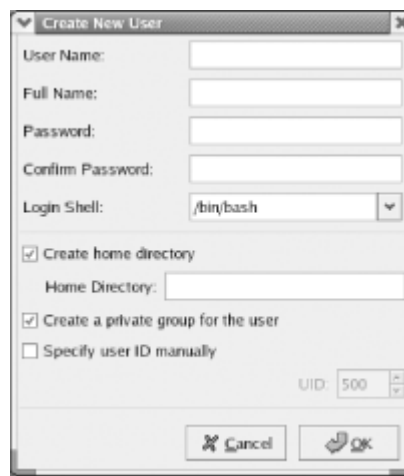 Create New User
User Name:
Full Name:
Password:
Confirm Password:
Login Shell: /bin/bash
Create home directory
Home Directory:
Create a private group for the user
Specify user ID manually
UID: 500
Cancel OK